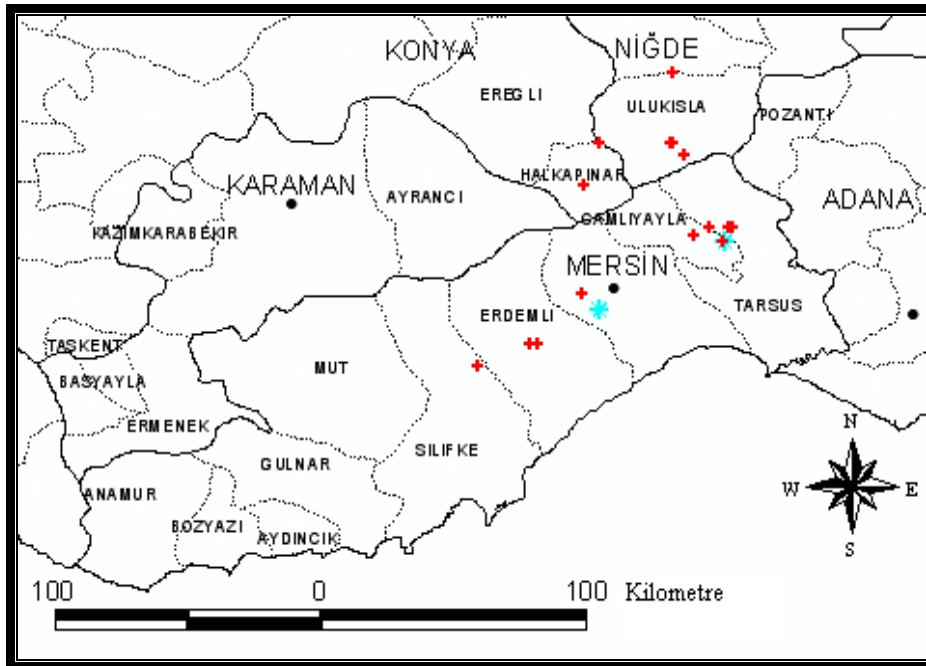 KONYA
NİĞDE
EREGLI
ULUKISLA
POZANTI
HALKAPINAR
KARAMAN
AYRANCI
ADANA
CAMLIYAYLA
KAZIMKARABEKIR
MERSİN
TARSUS
ERDEMLI
TASKENT
MUT
BASYAYLA
ERMENEK
SILIFKE
GULNAR
ANAMUR
BOZYAZI
AYDINCIK
N
W
E
S
100 0 100 Kilometre